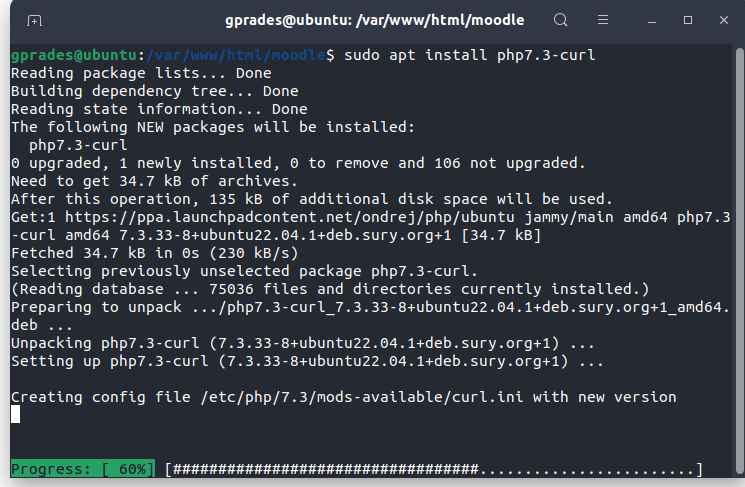 gprades@ubuntu: /var/www/html/moodle
gprades@ubuntu:/var/www/html/moodle$ sudo apt install php7.3-curl
Reading package lists... Done
Building dependency tree... Done
Reading state information... Done
The following NEW packages will be installed:
  php7.3-curl
0 upgraded, 1 newly installed, 0 to remove and 106 not upgraded.
Need to get 34.7 kB of archives.
After this operation, 135 kB of additional disk space will be used.
Get:1 https://ppa.launchpadcontent.net/ondrej/php/ubuntu jammy/main amd64 php7.3
-curl amd64 7.3.33-8+ubuntu22.04.1+deb.sury.org+1 [34.7 kB]
Fetched 34.7 kB in 0s (230 kB/s)
Selecting previously unselected package php7.3-curl.
(Reading database ... 75036 files and directories currently installed.)
Preparing to unpack .../php7.3-curl_7.3.33-8+ubuntu22.04.1+deb.sury.org+1_amd64.
deb ...
Unpacking php7.3-curl (7.3.33-8+ubuntu22.04.1+deb.sury.org+1) ...
Setting up php7.3-curl (7.3.33-8+ubuntu22.04.1+deb.sury.org+1) ...
Creating config file /etc/php/7.3/mods-available/curl.ini with new version
Progress: [ 60%] [##################################........................]